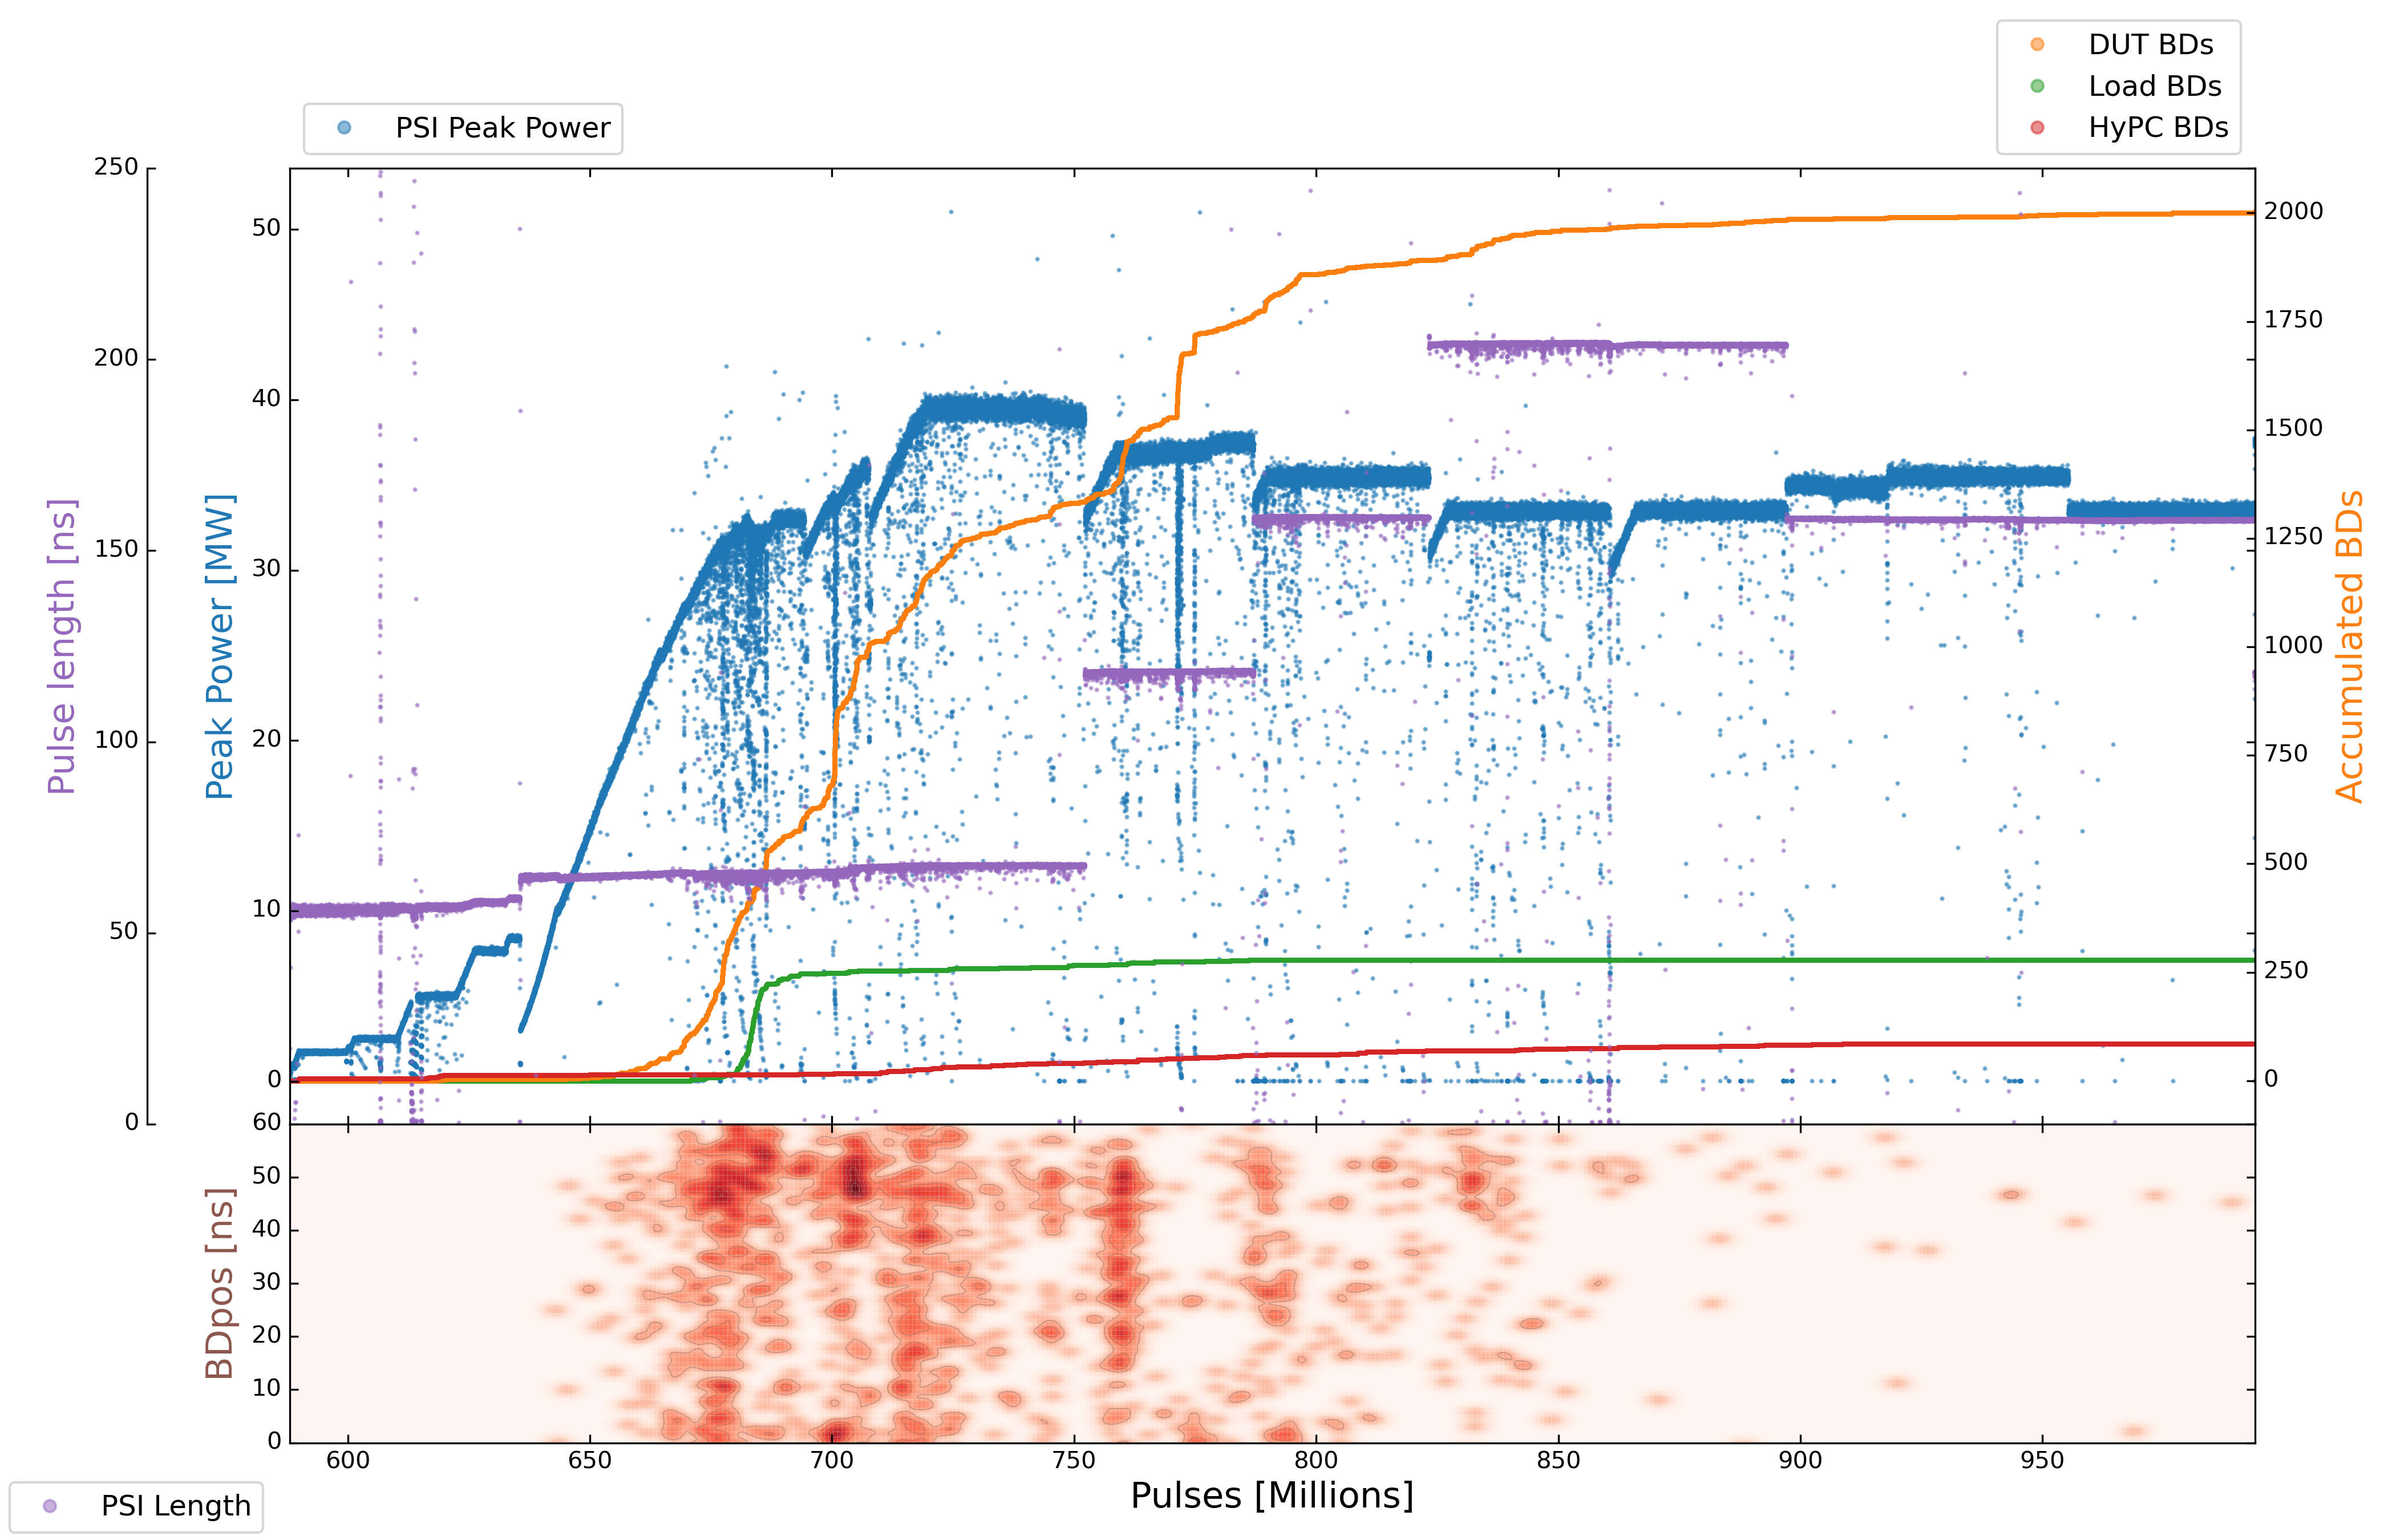 DUT BDs
Load BDs
HyPC BDs
PSI Peak Power
Pulse length [ns]
250
200
150
100
50
0
Peak Power [MW]
50
40
30
20
10
0
Accumulated BDs
2000
1750
1500
1250
1000
750
500
250
0
BDpos [ns]
60
50
40
30
20
10
0
600 650 700 750 800 850 900 950
Pulses [Millions]
PSI Length